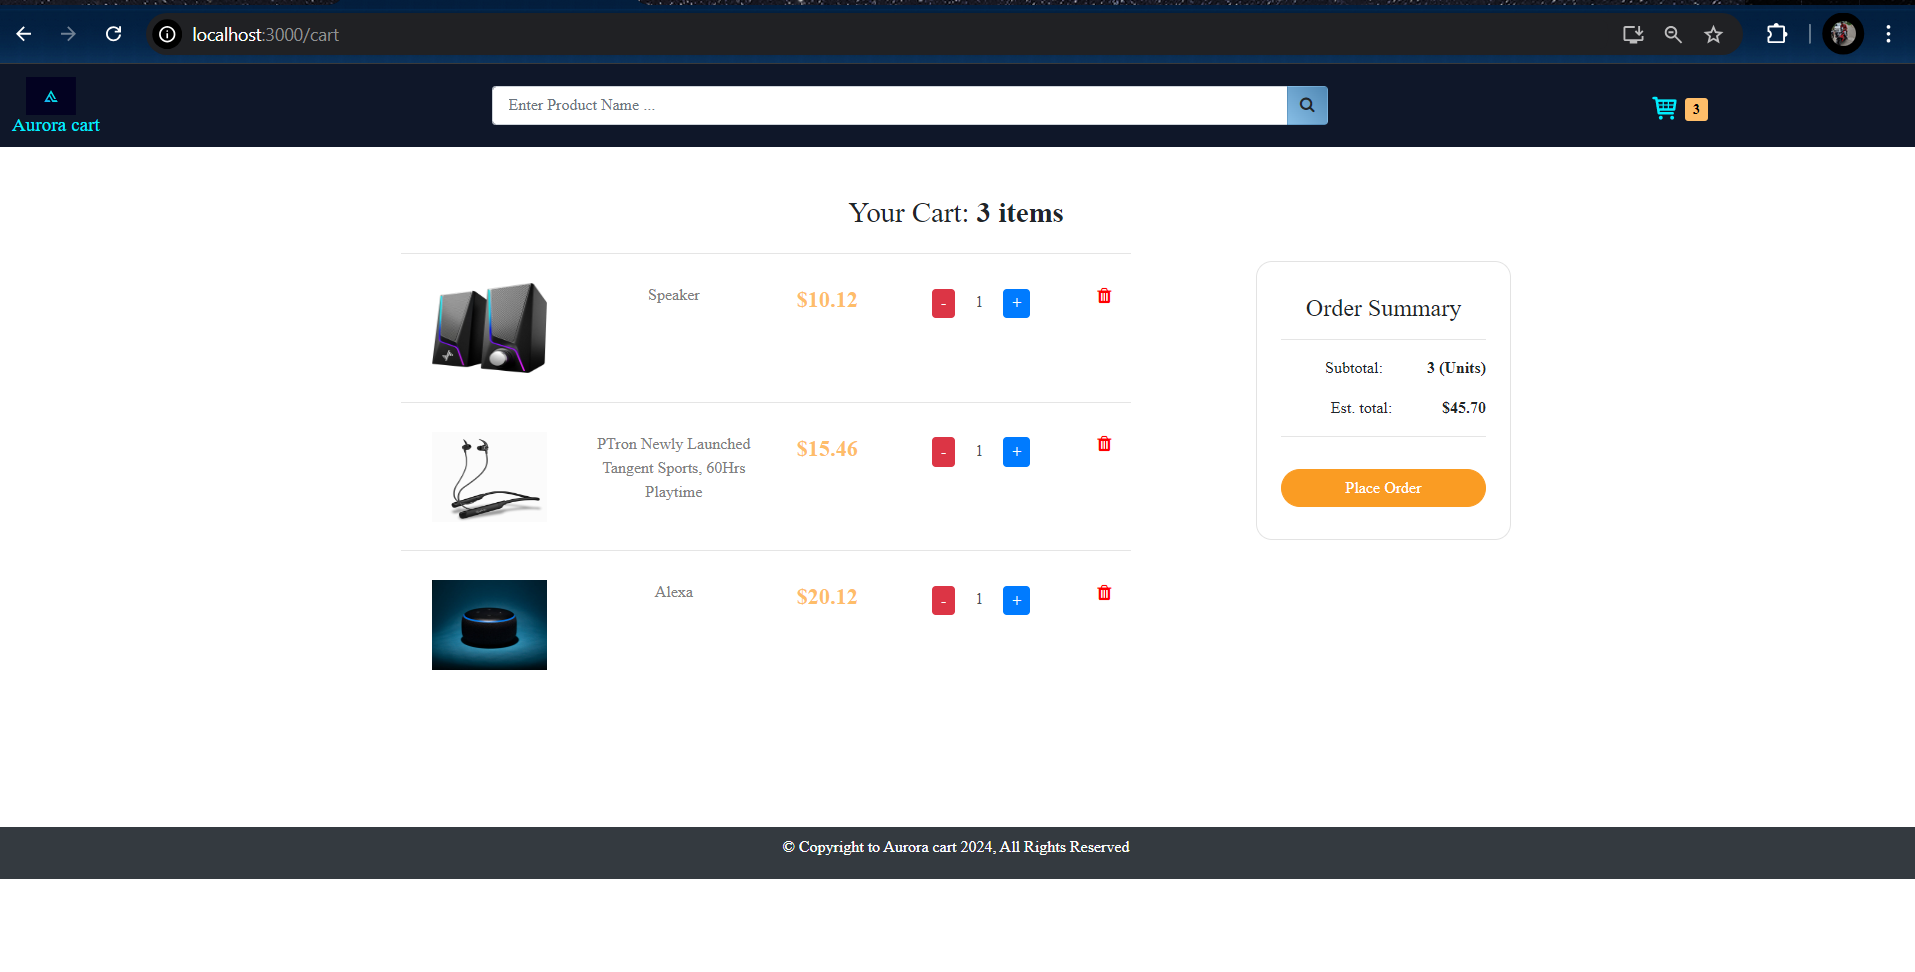 localhost:3000/cart
Aurora cart
Enter Product Name ...
3
Your Cart: 3 items
Speaker
$10.12
- 1 +
PTron Newly Launched
Tangent Sports, 60Hrs
Playtime
$15.46
- 1 +
Alexa
$20.12
- 1 +
Order Summary
Subtotal: 3 (Units)
Est. total: $45.70
Place Order
© Copyright to Aurora cart 2024, All Rights Reserved